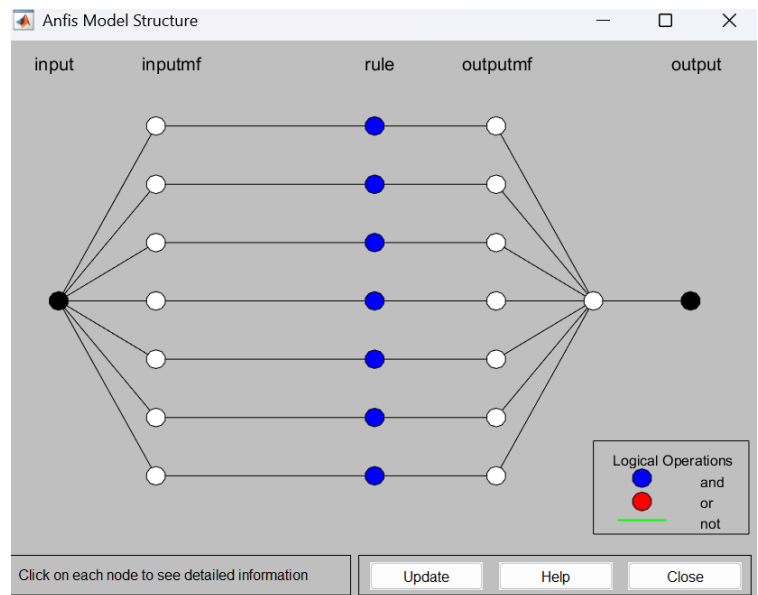 Anfis Model Structure
input inputmf rule outputmf output
Logical Operations
and
or
not
Click on each node to see detailed information
Update Help Close